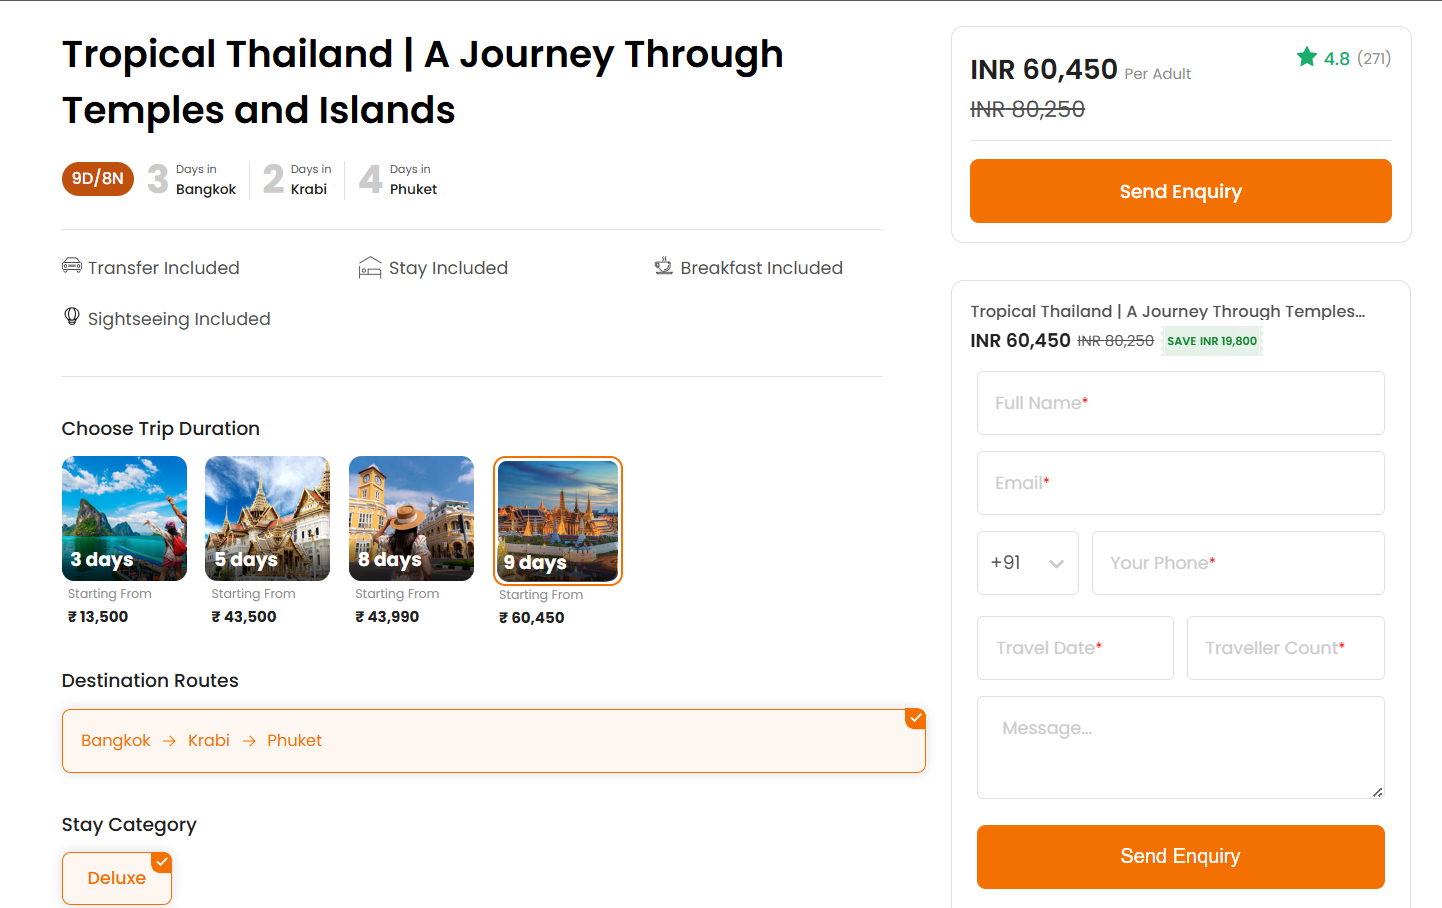 Tropical Thailand | A Journey Through
Temples and Islands
9D/8N
3 Days in Bangkok
2 Days in Krabi
4 Days in Phuket
Transfer Included
Stay Included
Breakfast Included
Sightseeing Included
Choose Trip Duration
3 days
Starting From
₹ 13,500
5 days
Starting From
₹ 43,500
8 days
Starting From
₹ 43,990
9 days
Starting From
₹ 60,450
Destination Routes
Bangkok → Krabi → Phuket
Stay Category
Deluxe
INR 60,450 Per Adult
4.8 (271)
INR 80,250
Send Enquiry
Tropical Thailand | A Journey Through Temples...
INR 60,450 INR 80,250 SAVE INR 19,800
Full Name*
Email*
+91
Your Phone*
Travel Date*
Traveller Count*
Message...
Send Enquiry